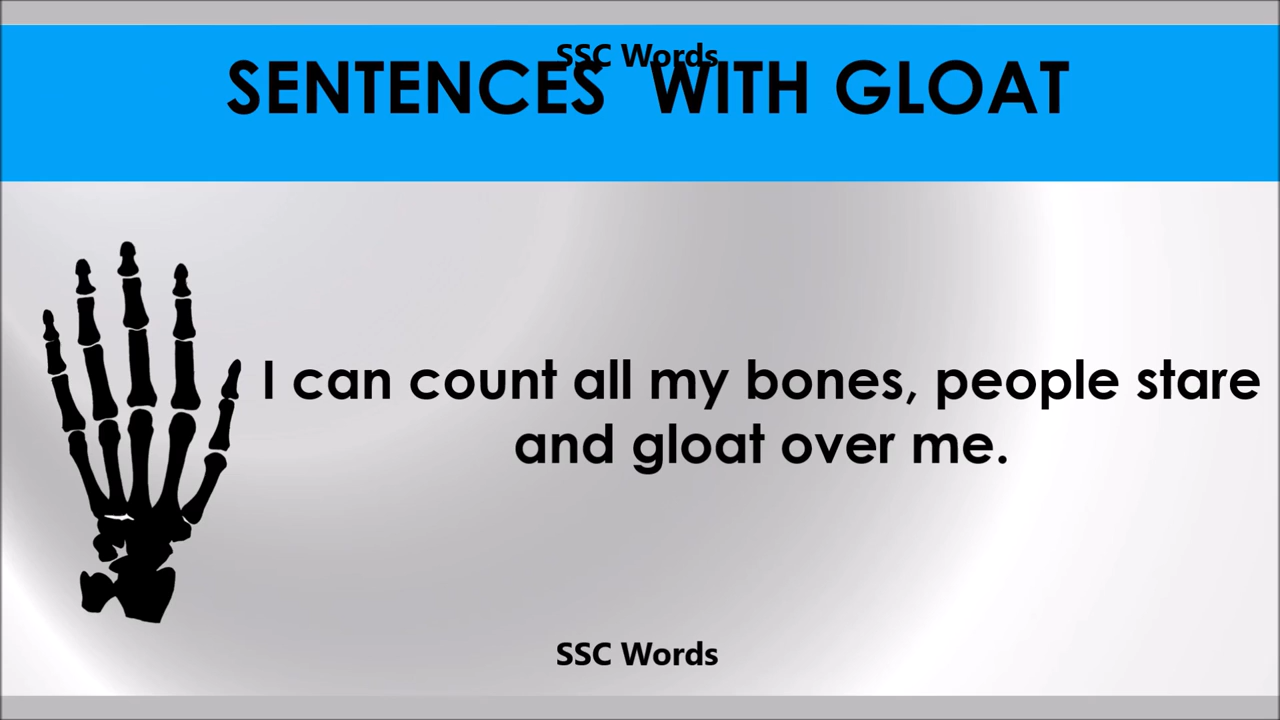 SSC Words
SENTENCES WITH GLOAT
I can count all my bones, people stare
and gloat over me.
SSC Words